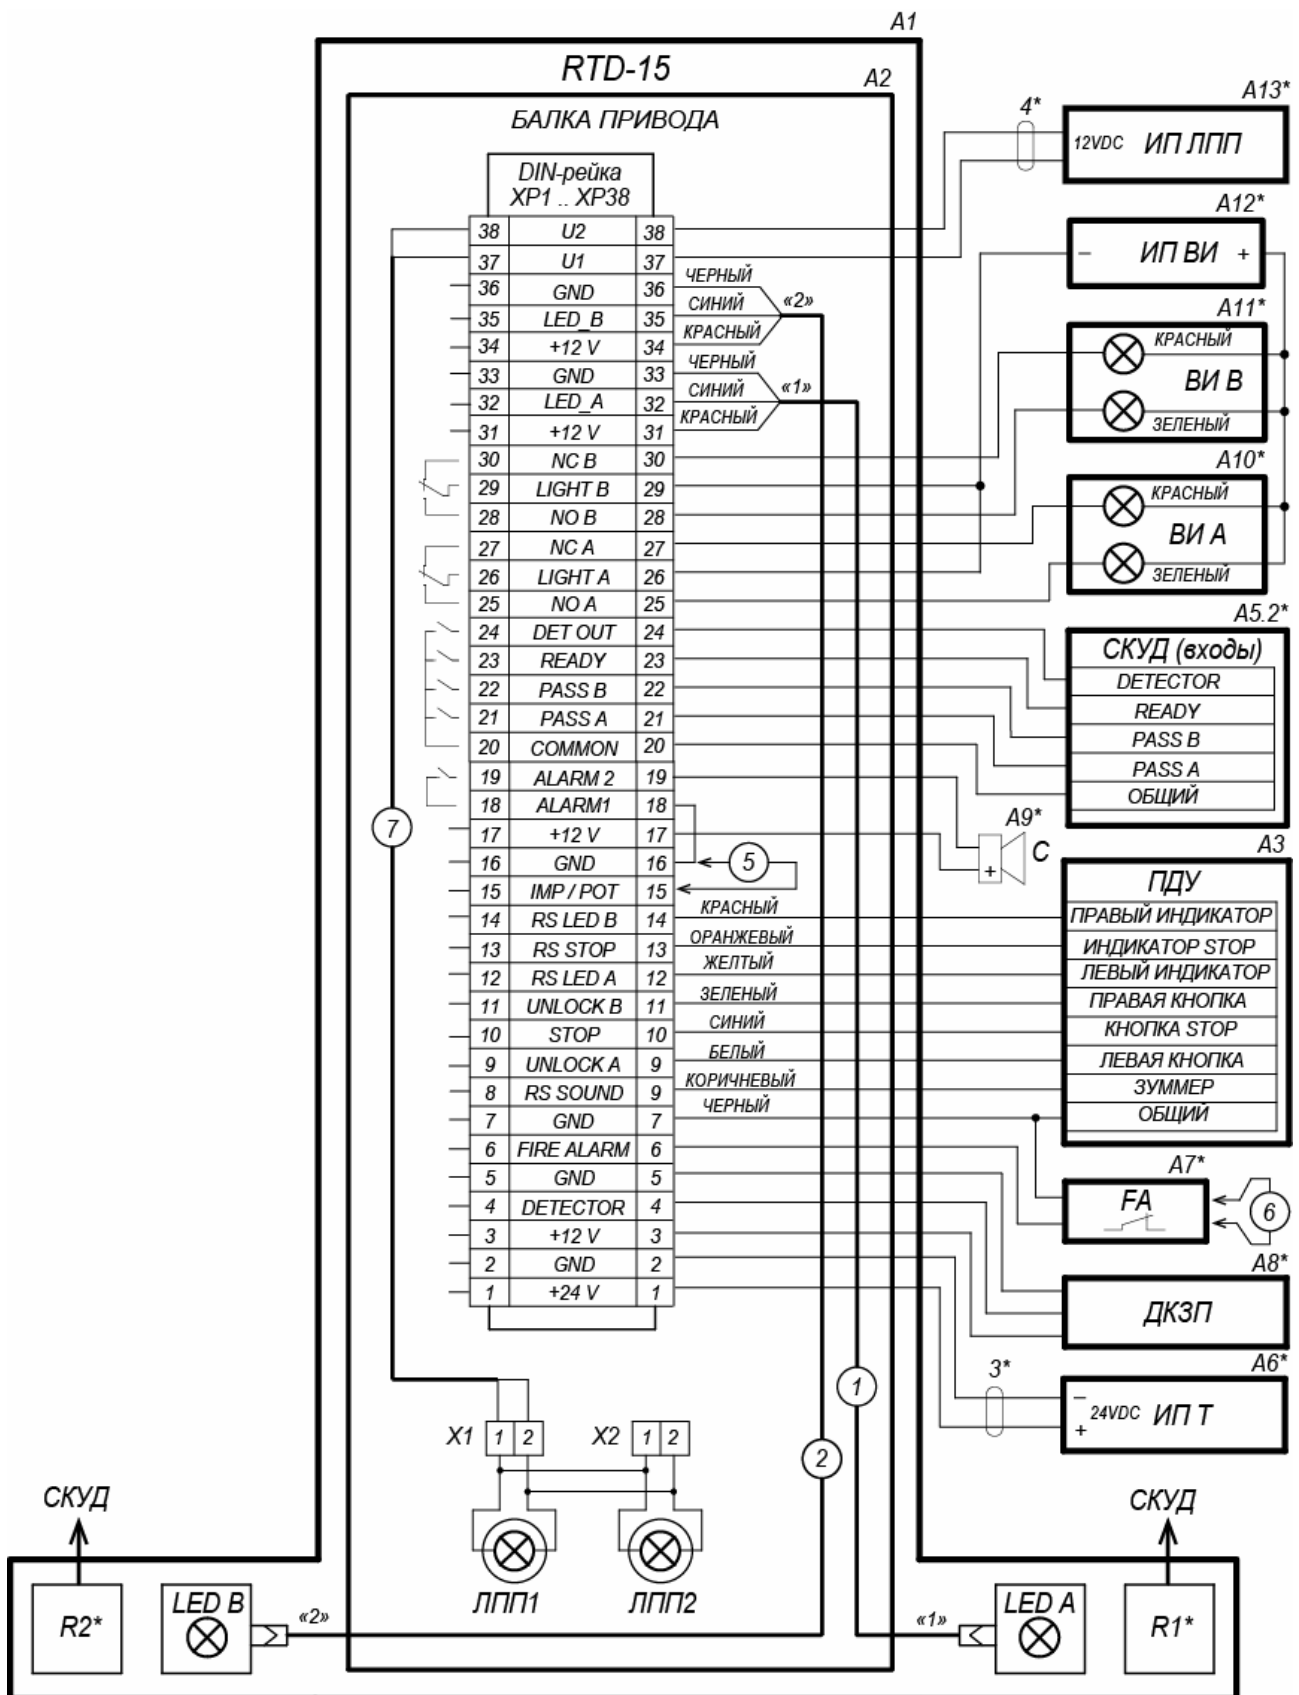 A1
RTD-15
A2
БАЛКА ПРИВОДА
DIN-рейка
XP1 .. XP38
38 U2 38
37 U1 37
36 GND 36 ЧЕРНЫЙ
35 LED_B 35 СИНИЙ «2»
34 +12 V 34 КРАСНЫЙ
33 GND 33 ЧЕРНЫЙ
32 LED_A 32 СИНИЙ «1»
31 +12 V 31 КРАСНЫЙ
30 NC B 30
29 LIGHT B 29
28 NO B 28
27 NC A 27
26 LIGHT A 26
25 NO A 25
24 DET OUT 24
23 READY 23
22 PASS B 22
21 PASS A 21
20 COMMON 20
19 ALARM 2 19
18 ALARM1 18
17 +12 V 17
16 GND 16
15 IMP / POT 15
14 RS LED B 14 КРАСНЫЙ
13 RS STOP 13 ОРАНЖЕВЫЙ
12 RS LED A 12 ЖЕЛТЫЙ
11 UNLOCK B 11 ЗЕЛЕНЫЙ
10 STOP 10 СИНИЙ
9 UNLOCK A 9 БЕЛЫЙ
8 RS SOUND 9 КОРИЧНЕВЫЙ
7 GND 7 ЧЕРНЫЙ
6 FIRE ALARM 6
5 GND 5
4 DETECTOR 4
3 +12 V 3
2 GND 2
1 +24 V 1
7
5
4*
A13*
12VDC ИП ЛПП
A12*
– ИП ВИ +
A11*
КРАСНЫЙ
ВИ В
ЗЕЛЕНЫЙ
A10*
КРАСНЫЙ
ВИ А
ЗЕЛЕНЫЙ
A5.2*
СКУД (входы)
DETECTOR
READY
PASS B
PASS A
ОБЩИЙ
A9*
+ С
A3
ПДУ
ПРАВЫЙ ИНДИКАТОР
ИНДИКАТОР STOP
ЛЕВЫЙ ИНДИКАТОР
ПРАВАЯ КНОПКА
КНОПКА STOP
ЛЕВАЯ КНОПКА
ЗУММЕР
ОБЩИЙ
A7*
FA
6
A8*
ДКЗП
3*
A6*
–
24VDC ИП Т
+
1
2
X1 1 2 X2 1 2
ЛПП1 ЛПП2
СКУД
R2*
LED B
«2»
«1»
LED A
СКУД
R1*